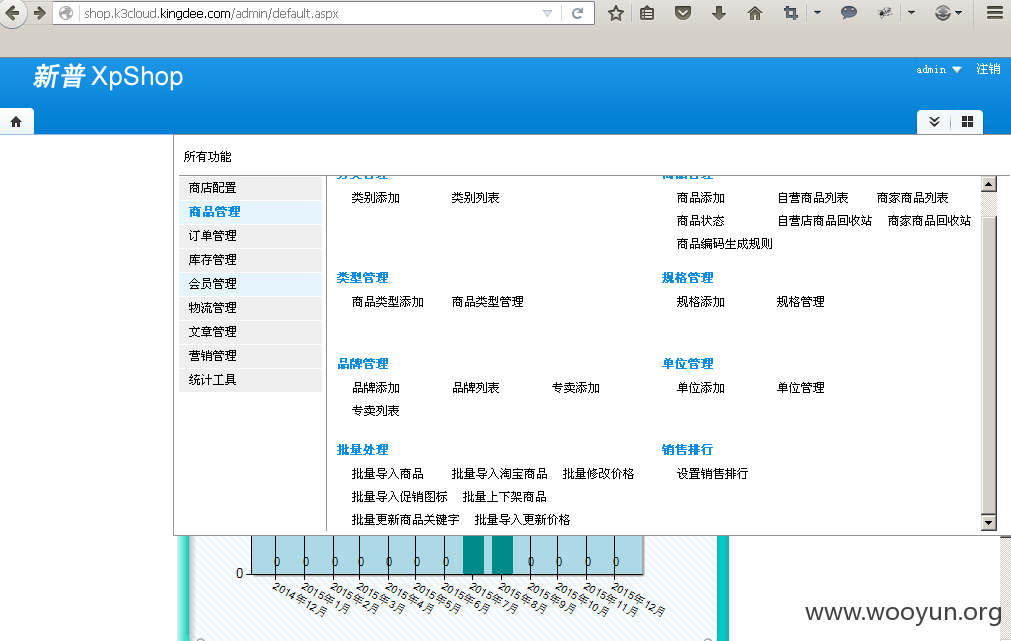 shop.k3cloud.kingdee.com/admin/default.aspx
新普 XpShop
admin 注销
所有功能
商店配置
商品管理
订单管理
库存管理
会员管理
物流管理
文章管理
营销管理
统计工具
分类管理 商品管理
类别添加 类别列表 商品添加 自营商品列表 商家商品列表
商品状态 自营店商品回收站 商家商品回收站
商品编码生成规则
类型管理 规格管理
商品类型添加 商品类型管理 规格添加 规格管理
品牌管理 单位管理
品牌添加 品牌列表 专卖添加 单位添加 单位管理
专卖列表
批量处理 销售排行
批量导入商品 批量导入淘宝商品 批量修改价格 设置销售排行
批量导入促销图标 批量上下架商品
批量更新商品关键字 批量导入更新价格
0 0 0 0 0 0 0 0 0 0 0 0
0
2014年12月 2015年1月 2015年2月 2015年3月 2015年4月 2015年5月 2015年6月 2015年7月 2015年8月 2015年9月 2015年10月 2015年11月 2015年12月
www.wooyun.org